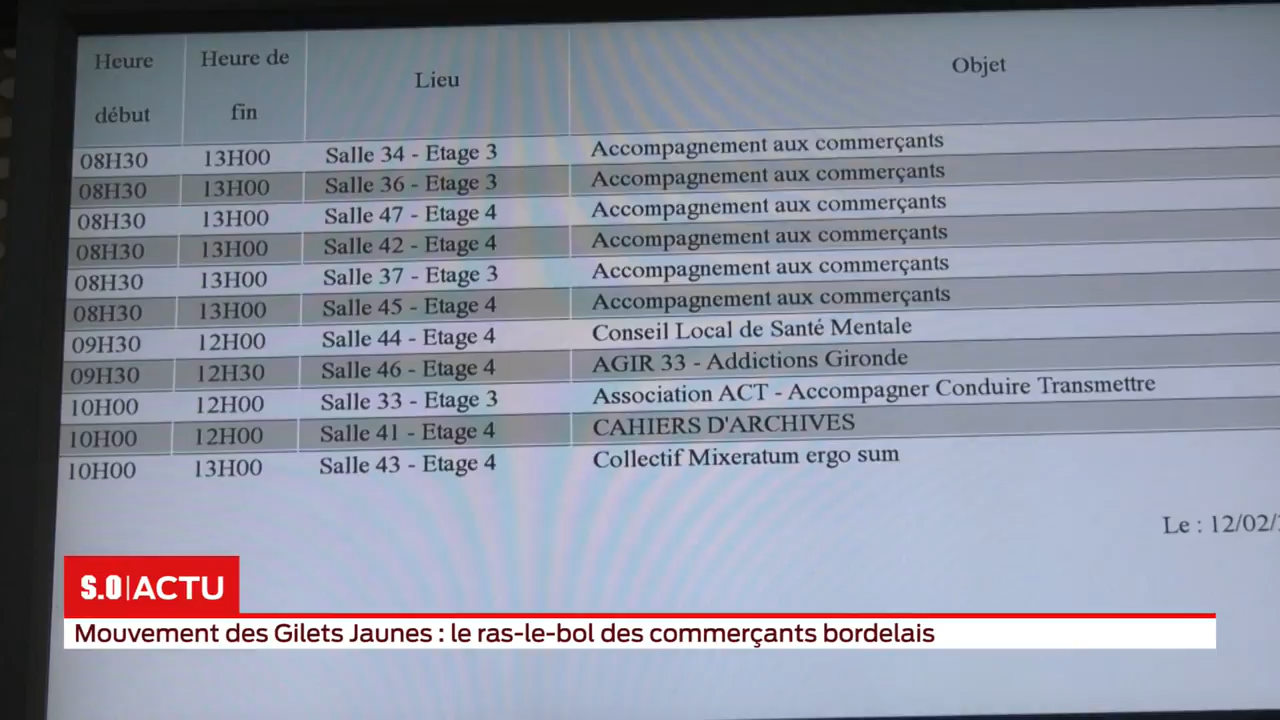 Heure début Heure de fin Lieu Objet
08H30 13H00 Salle 34 - Etage 3 Accompagnement aux commerçants
08H30 13H00 Salle 36 - Etage 3 Accompagnement aux commerçants
08H30 13H00 Salle 47 - Etage 4 Accompagnement aux commerçants
08H30 13H00 Salle 42 - Etage 4 Accompagnement aux commerçants
08H30 13H00 Salle 37 - Etage 3 Accompagnement aux commerçants
08H30 13H00 Salle 45 - Etage 4 Accompagnement aux commerçants
09H30 12H00 Salle 44 - Etage 4 Conseil Local de Santé Mentale
09H30 12H30 Salle 46 - Etage 4 AGIR 33 - Addictions Gironde
10H00 12H00 Salle 33 - Etage 3 Association ACT - Accompagner Conduire Transmettre
10H00 12H00 Salle 41 - Etage 4 CAHIERS D'ARCHIVES
10H00 13H00 Salle 43 - Etage 4 Collectif Mixeratum ergo sum
Le : 12/02/
S.O|ACTU
Mouvement des Gilets Jaunes : le ras-le-bol des commerçants bordelais